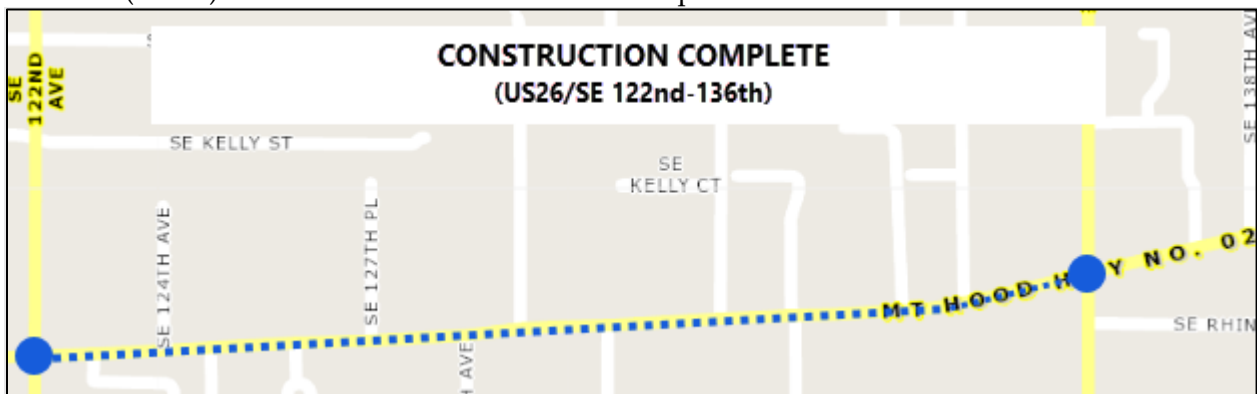 CONSTRUCTION COMPLETE
(US26/SE 122nd-136th)
SE
122ND
AVE
SE KELLY ST
SE
KELLY CT
SE 124TH AVE
SE 127TH PL
SE 138TH AV
MT HOOD H
Y NO. 02
SE RHIN
H AVE